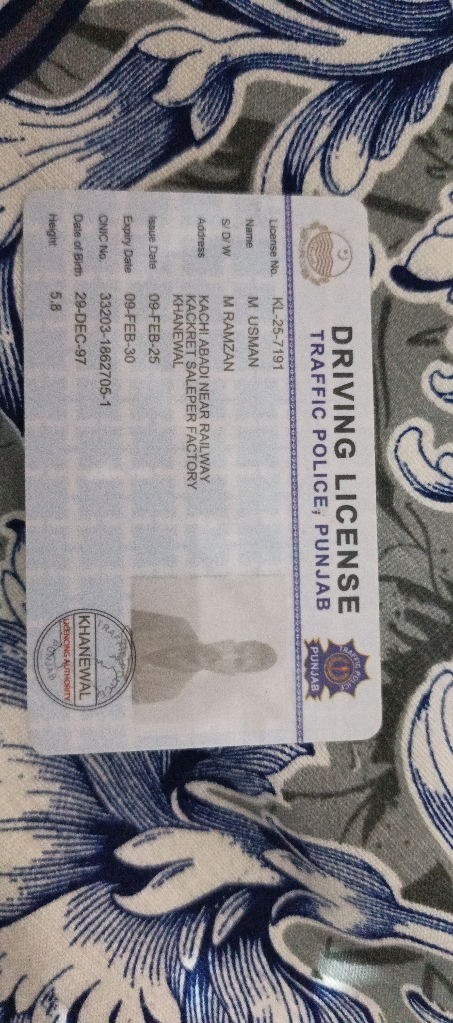 DRIVING LICENSE
TRAFFIC POLICE, PUNJAB
PUNJAB
License No. KL-25-7191
Name M USMAN
S/ D/ W M RAMZAN
Address KACHI ABADI NEAR RAILWAY
KACKRET SALEPER FACTORY
KHANEWAL
Issue Date 09-FEB-25
Expiry Date 09-FEB-30
CNIC No. 33203-1862705-1
Date of Birth 29-DEC-97
Height 5.8
KHANEWAL
LICENCING AUTHORITY